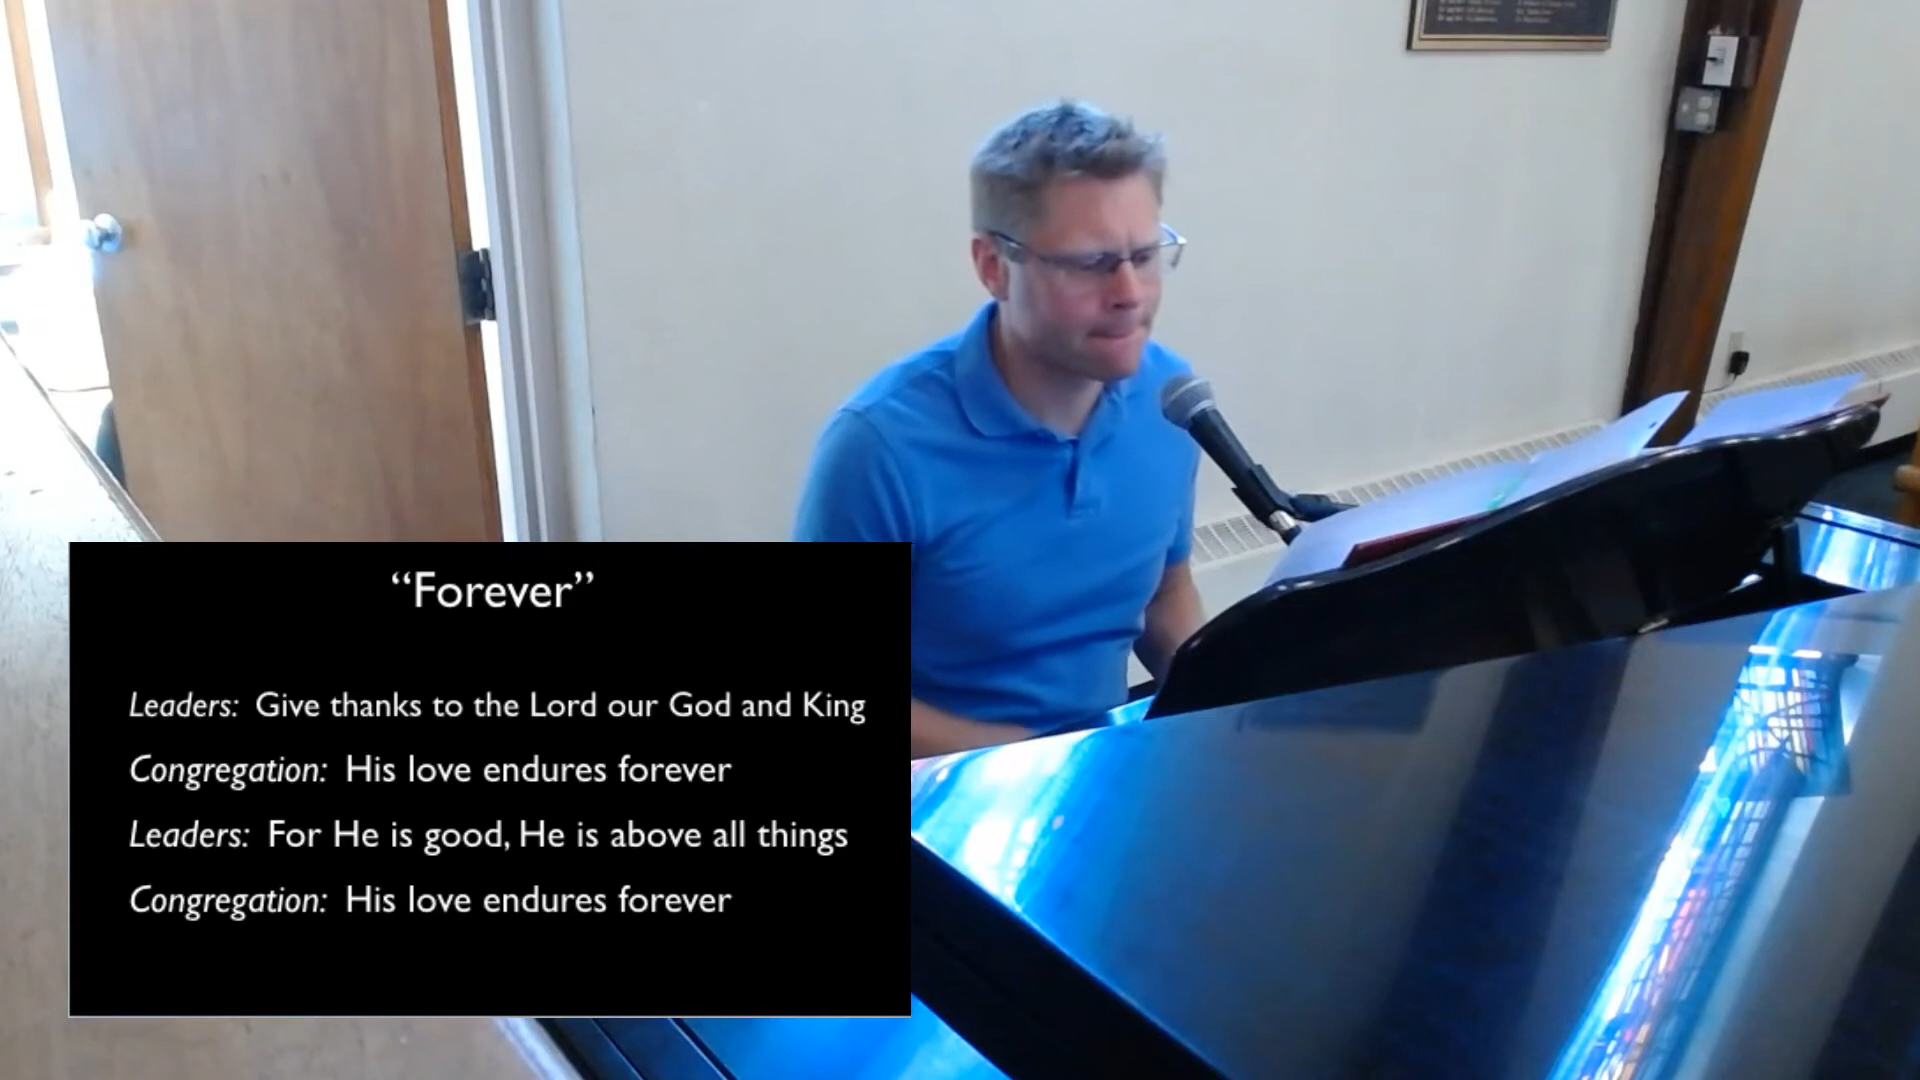 “Forever”
Leaders: Give thanks to the Lord our God and King
Congregation: His love endures forever
Leaders: For He is good, He is above all things
Congregation: His love endures forever